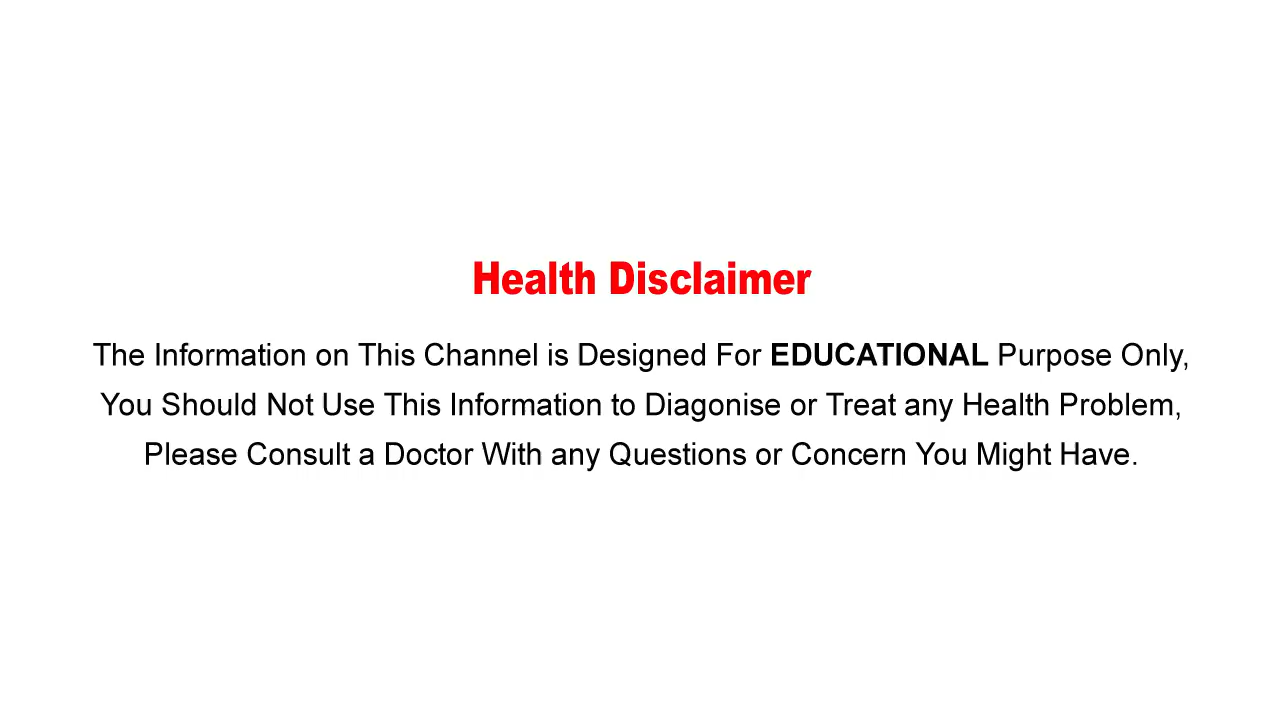 Health Disclaimer
The Information on This Channel is Designed For EDUCATIONAL Purpose Only,
You Should Not Use This Information to Diagonise or Treat any Health Problem,
Please Consult a Doctor With any Questions or Concern You Might Have.